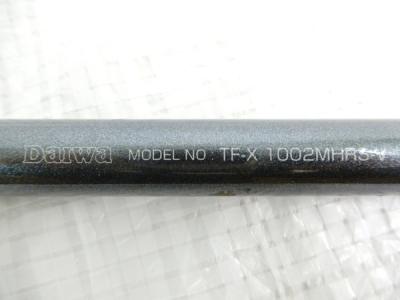 Daiwa MODEL NO TF-X 1002MHRS